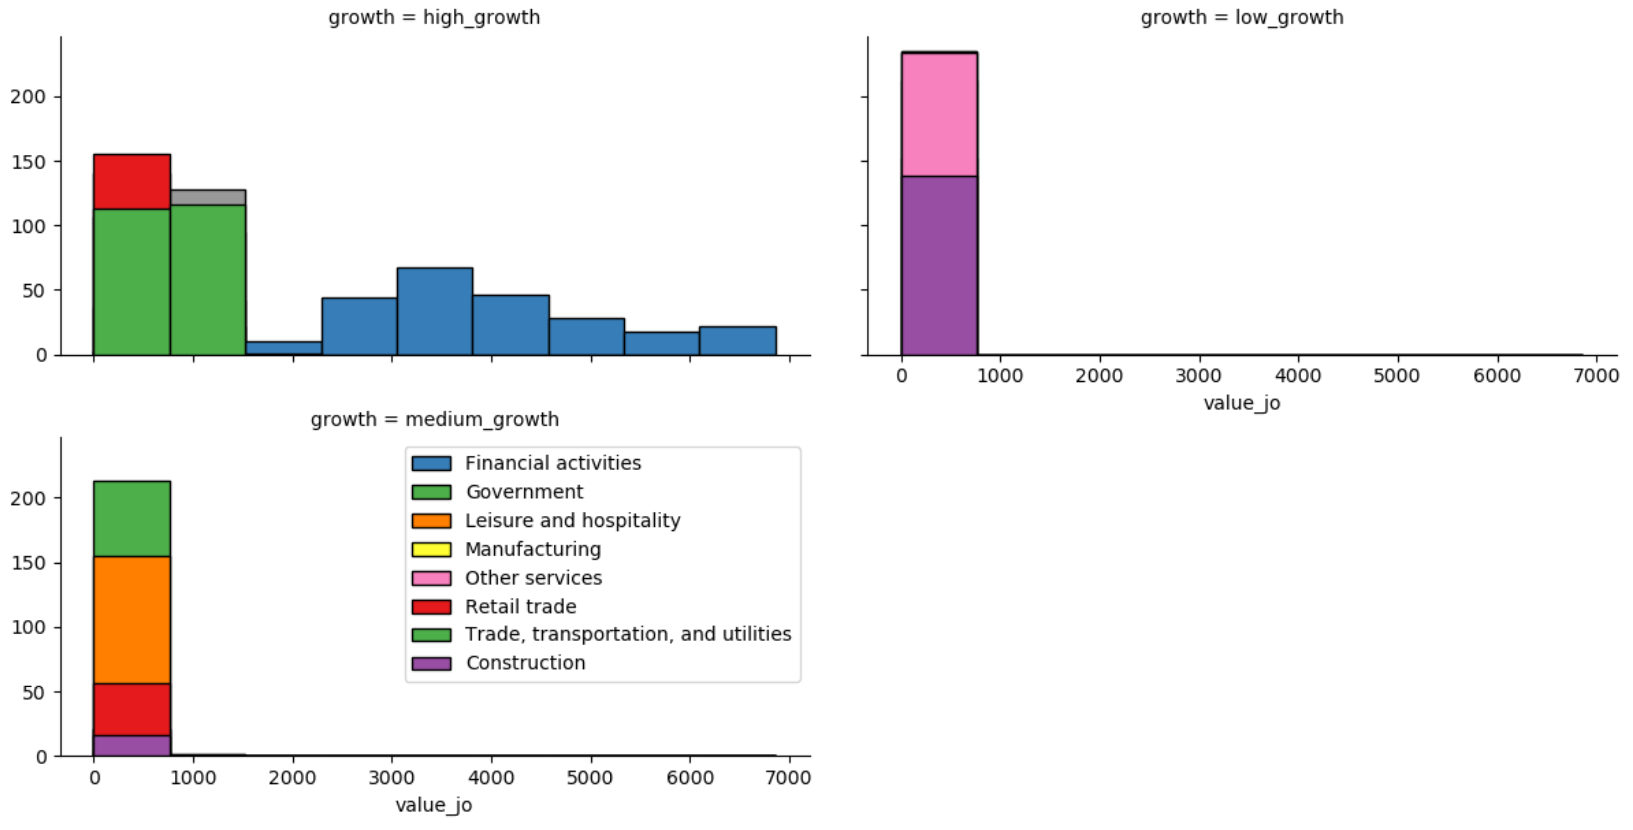 growth = high_growth
200
150
100
50
0
growth = low_growth
0 1000 2000 3000 4000 5000 6000 7000
value_jo
growth = medium_growth
200
150
100
50
0
Financial activities
Government
Leisure and hospitality
Manufacturing
Other services
Retail trade
Trade, transportation, and utilities
Construction
0 1000 2000 3000 4000 5000 6000 7000
value_jo